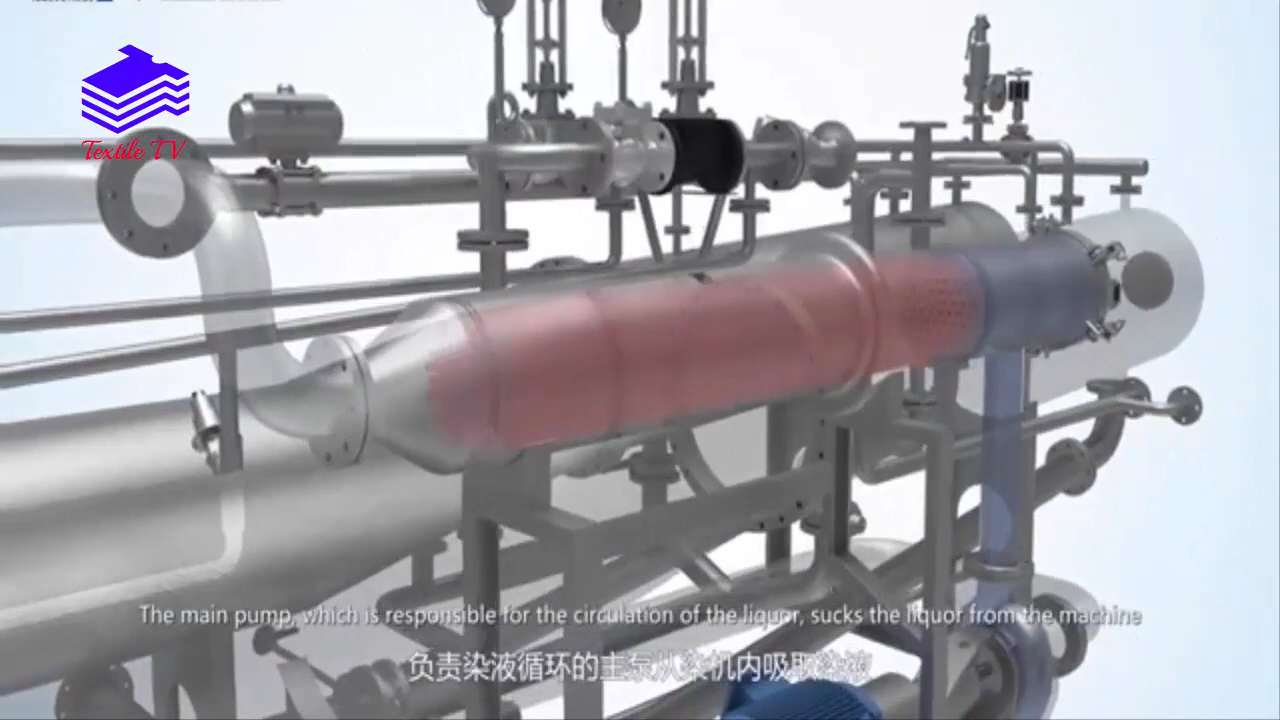 Textile TV
The main pump, which is responsible for the circulation of the liquor, sucks the liquor from the machine
负责染液循环的主泵从染机内吸取染液